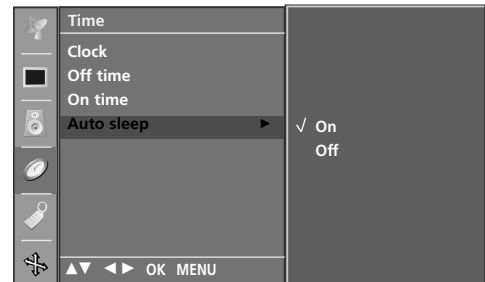 Time
Clock
Off time
On time
Auto sleep ►
√ On
Off
▲▼ ◄► OK MENU